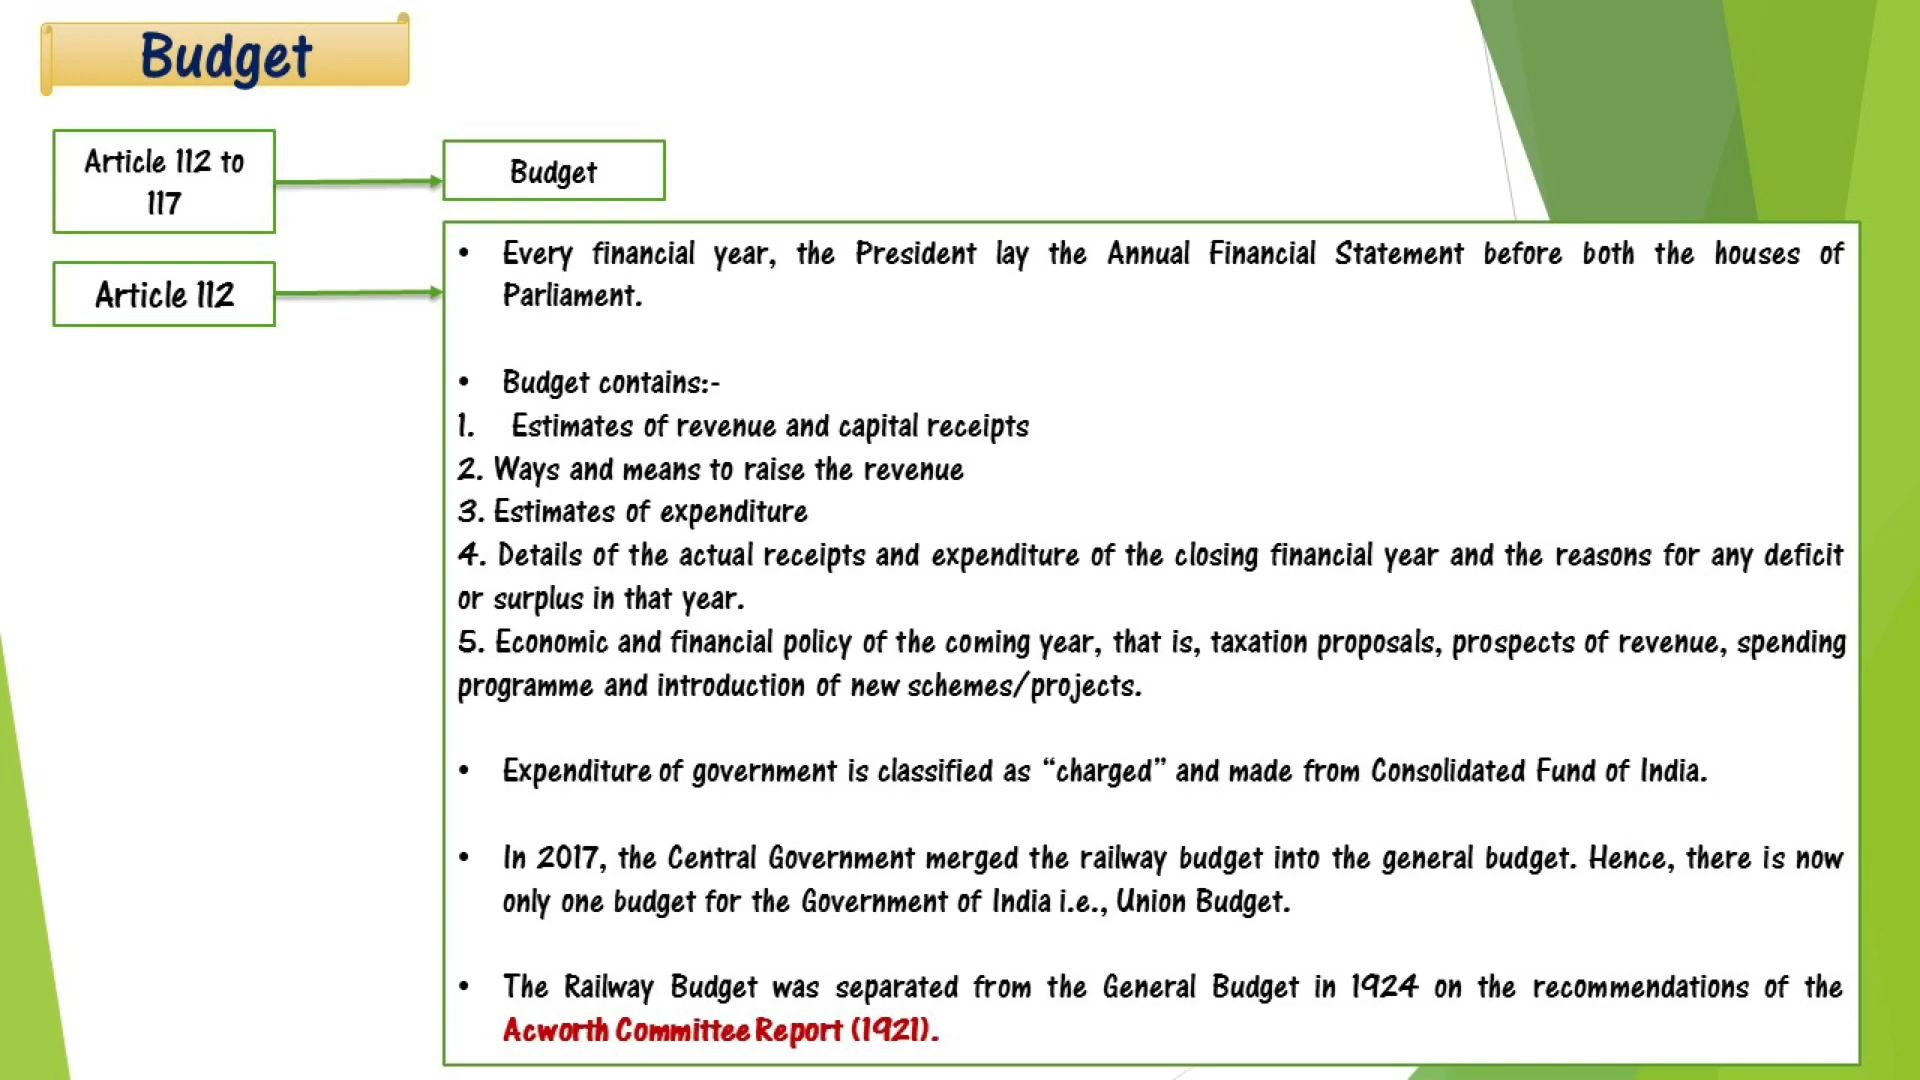 Budget
Article 112 to
117
Budget
Article 112
• Every financial year, the President lay the Annual Financial Statement before both the houses of
Parliament.
• Budget contains:-
1. Estimates of revenue and capital receipts
2. Ways and means to raise the revenue
3. Estimates of expenditure
4. Details of the actual receipts and expenditure of the closing financial year and the reasons for any deficit
or surplus in that year.
5. Economic and financial policy of the coming year, that is, taxation proposals, prospects of revenue, spending
programme and introduction of new schemes/projects.
• Expenditure of government is classified as “charged” and made from Consolidated Fund of India.
• In 2017, the Central Government merged the railway budget into the general budget. Hence, there is now
only one budget for the Government of India i.e., Union Budget.
• The Railway Budget was separated from the General Budget in 1924 on the recommendations of the
Acworth Committee Report (1921).